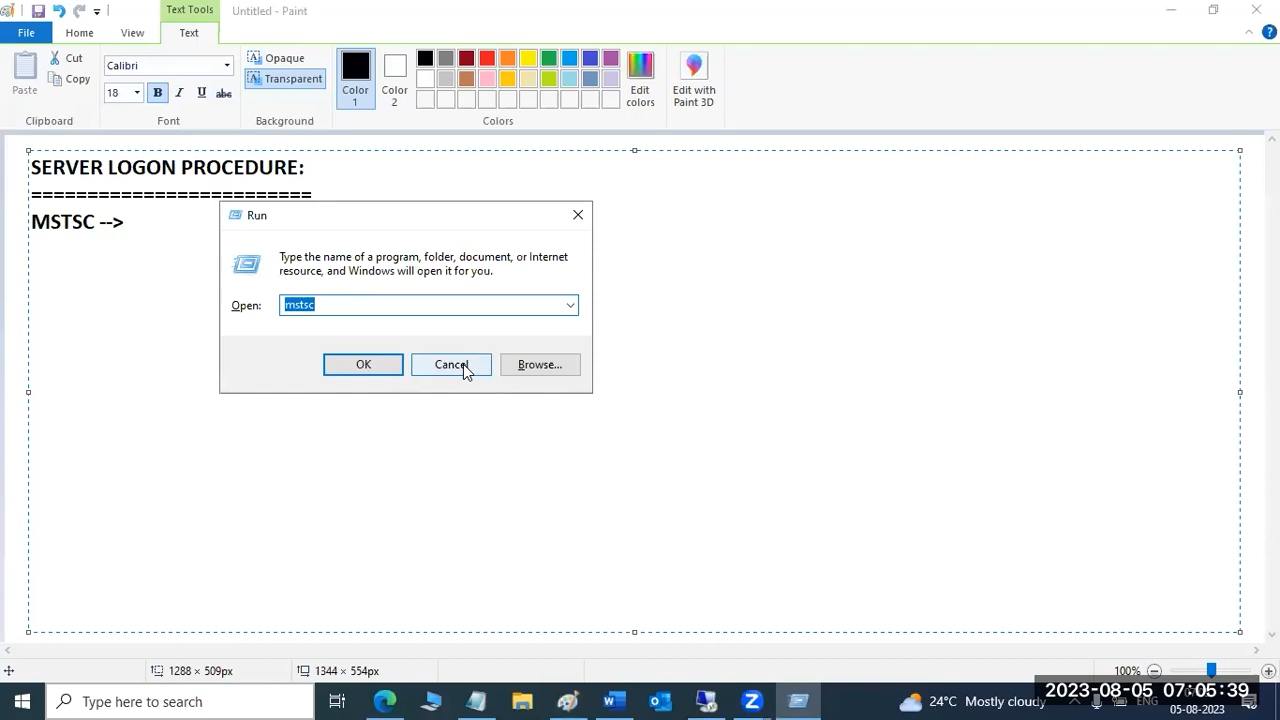 Text Tools
Untitled - Paint
File
Home
View
Text
Paste
Cut
Copy
Clipboard
Calibri
18
B
I
U
abc
Font
Opaque
Transparent
Background
Color 1
Color 2
Edit colors
Colors
Edit with Paint 3D
SERVER LOGON PROCEDURE:
=========================
MSTSC -->
Run
Type the name of a program, folder, document, or Internet
resource, and Windows will open it for you.
Open:
mstsc
OK
Cancel
Browse...
1288 × 509px
1344 × 554px
100%
Type here to search
24°C Mostly cloudy
ENG
2023-08-05 07:05:39
05-08-2023